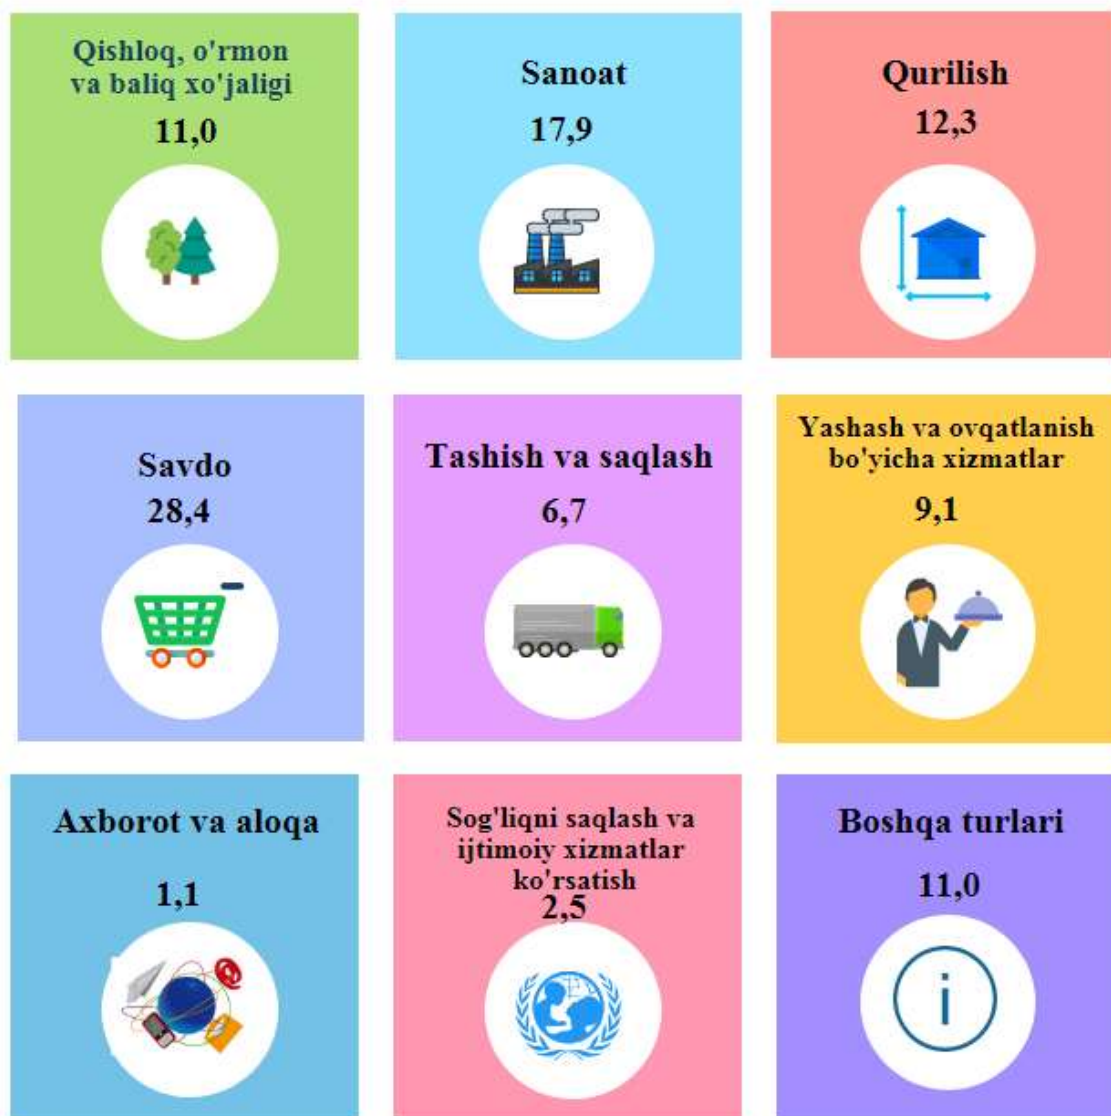 Qishloq, o'rmon
va baliq xo'jaligi
11,0
Sanoat
17,9
Qurilish
12,3
Savdo
28,4
Tashish va saqlash
6,7
Yashash va ovqatlanish
bo'yicha xizmatlar
9,1
Axborot va aloqa
1,1
Sog'liqni saqlash va
ijtimoiy xizmatlar
ko'rsatish
2,5
Boshqa turlari
11,0
i